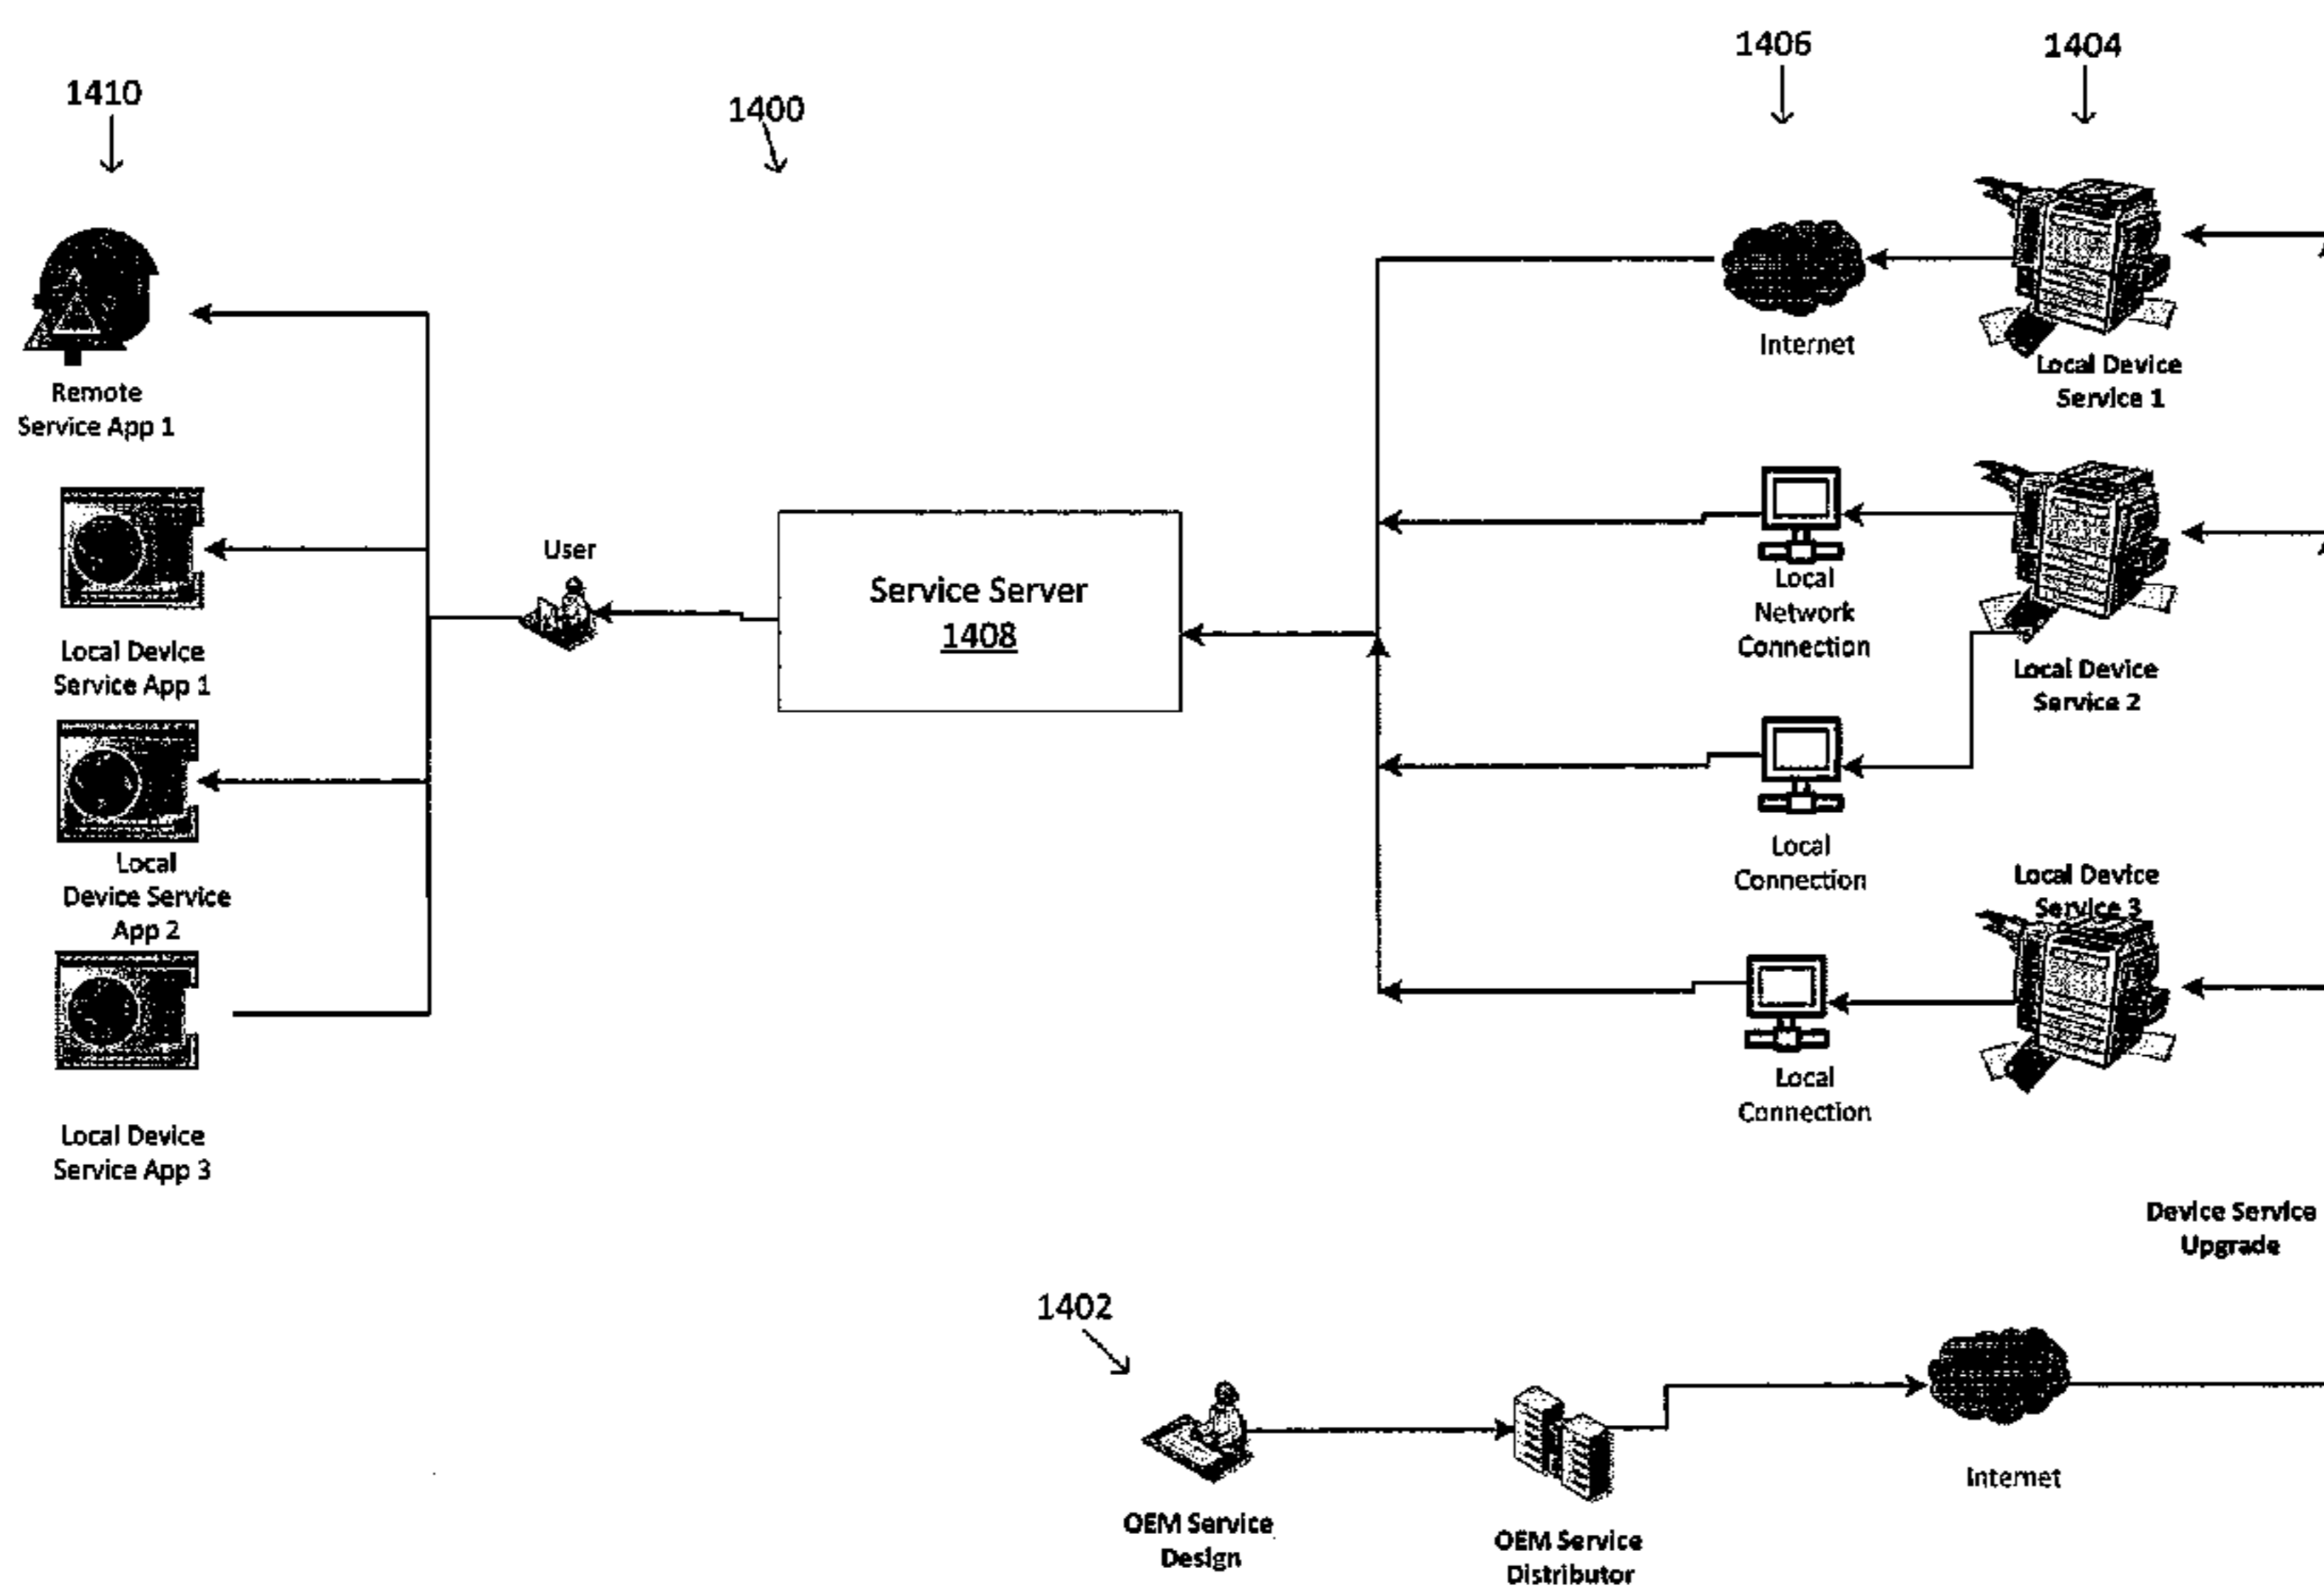 1406
1404
1410
1400
Internet
Local Device
Service 1
Remote
Service App 1
User
Service Server
1408
Local
Network
Connection
Local Device
Service App 1
Local Device
Service 2
Local
Connection
Local
Device Service
App 2
Local Device
Service 3
Local
Connection
Local Device
Service App 3
Device Service
Upgrade
1402
Internet
OEM Service
Design
OEM Service
Distributor